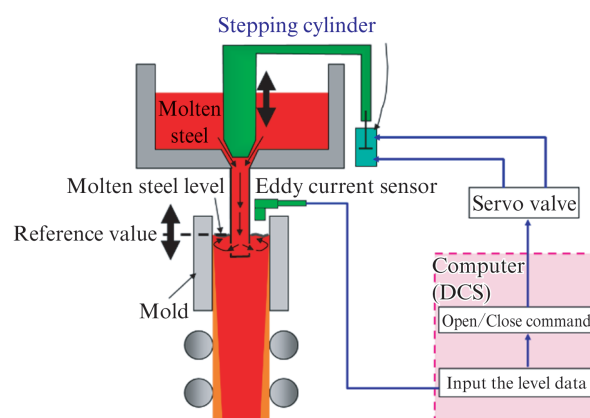 Stepping cylinder
Molten
steel
Molten steel level
Eddy current sensor
Servo valve
Reference value
Computer
(DCS)
Mold
Open/Close command
Input the level data